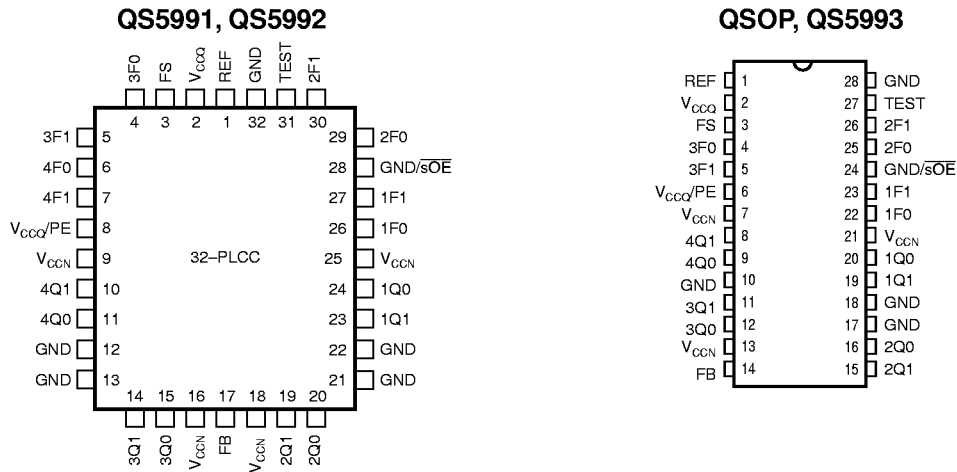 QS5991, QS5992
3F0 FS VCCQ REF GND TEST 2F1
4 3 2 1 32 31 30
3F1 5 29 2F0
4F0 6 28 GND/sOE
4F1 7 27 1F1
VCCQ/PE 8 26 1F0
VCCN 9 32–PLCC 25 VCCN
4Q1 10 24 1Q0
4Q0 11 23 1Q1
GND 12 22 GND
GND 13 21 GND
14 15 16 17 18 19 20
3Q1 3Q0 VCCN FB VCCN 2Q1 2Q0
QSOP, QS5993
REF 1 28 GND
VCCQ 2 27 TEST
FS 3 26 2F1
3F0 4 25 2F0
3F1 5 24 GND/sOE
VCCQ/PE 6 23 1F1
VCCN 7 22 1F0
4Q1 8 21 VCCN
4Q0 9 20 1Q0
GND 10 19 1Q1
3Q1 11 18 GND
3Q0 12 17 GND
VCCN 13 16 2Q0
FB 14 15 2Q1